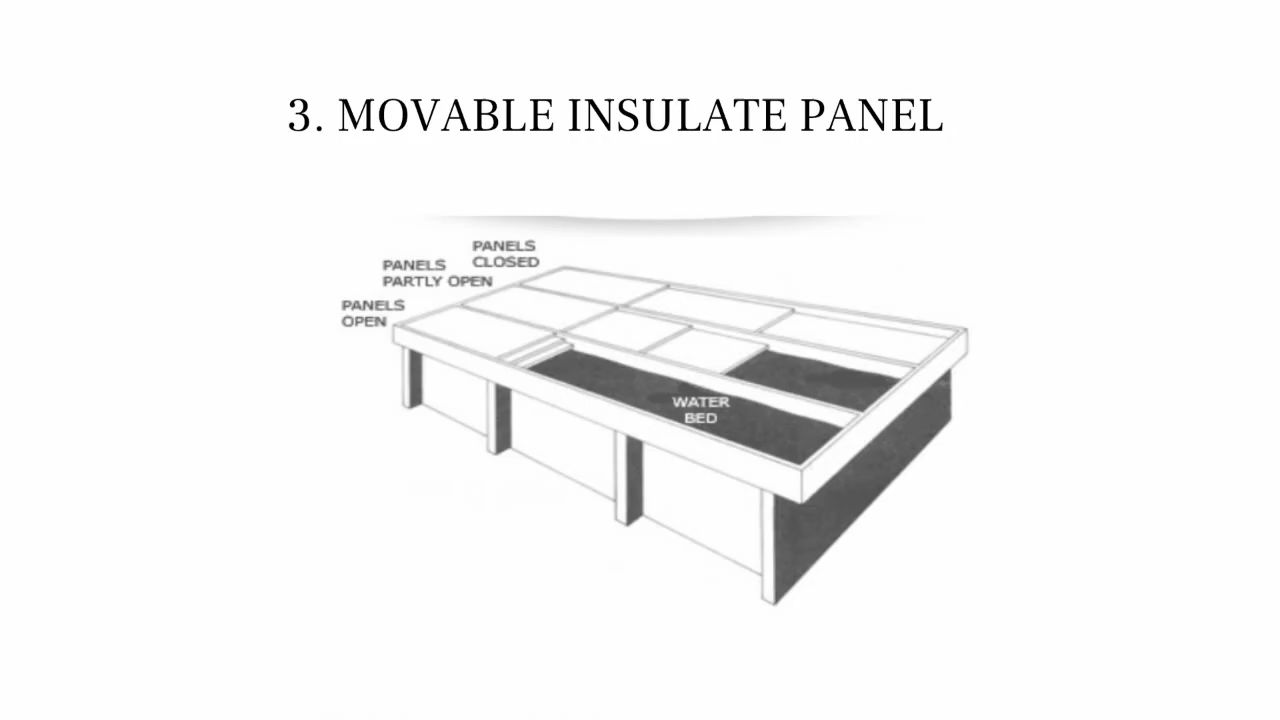 3. MOVABLE INSULATE PANEL
PANELS
CLOSED
PANELS
PARTLY OPEN
PANELS
OPEN
WATER
BED